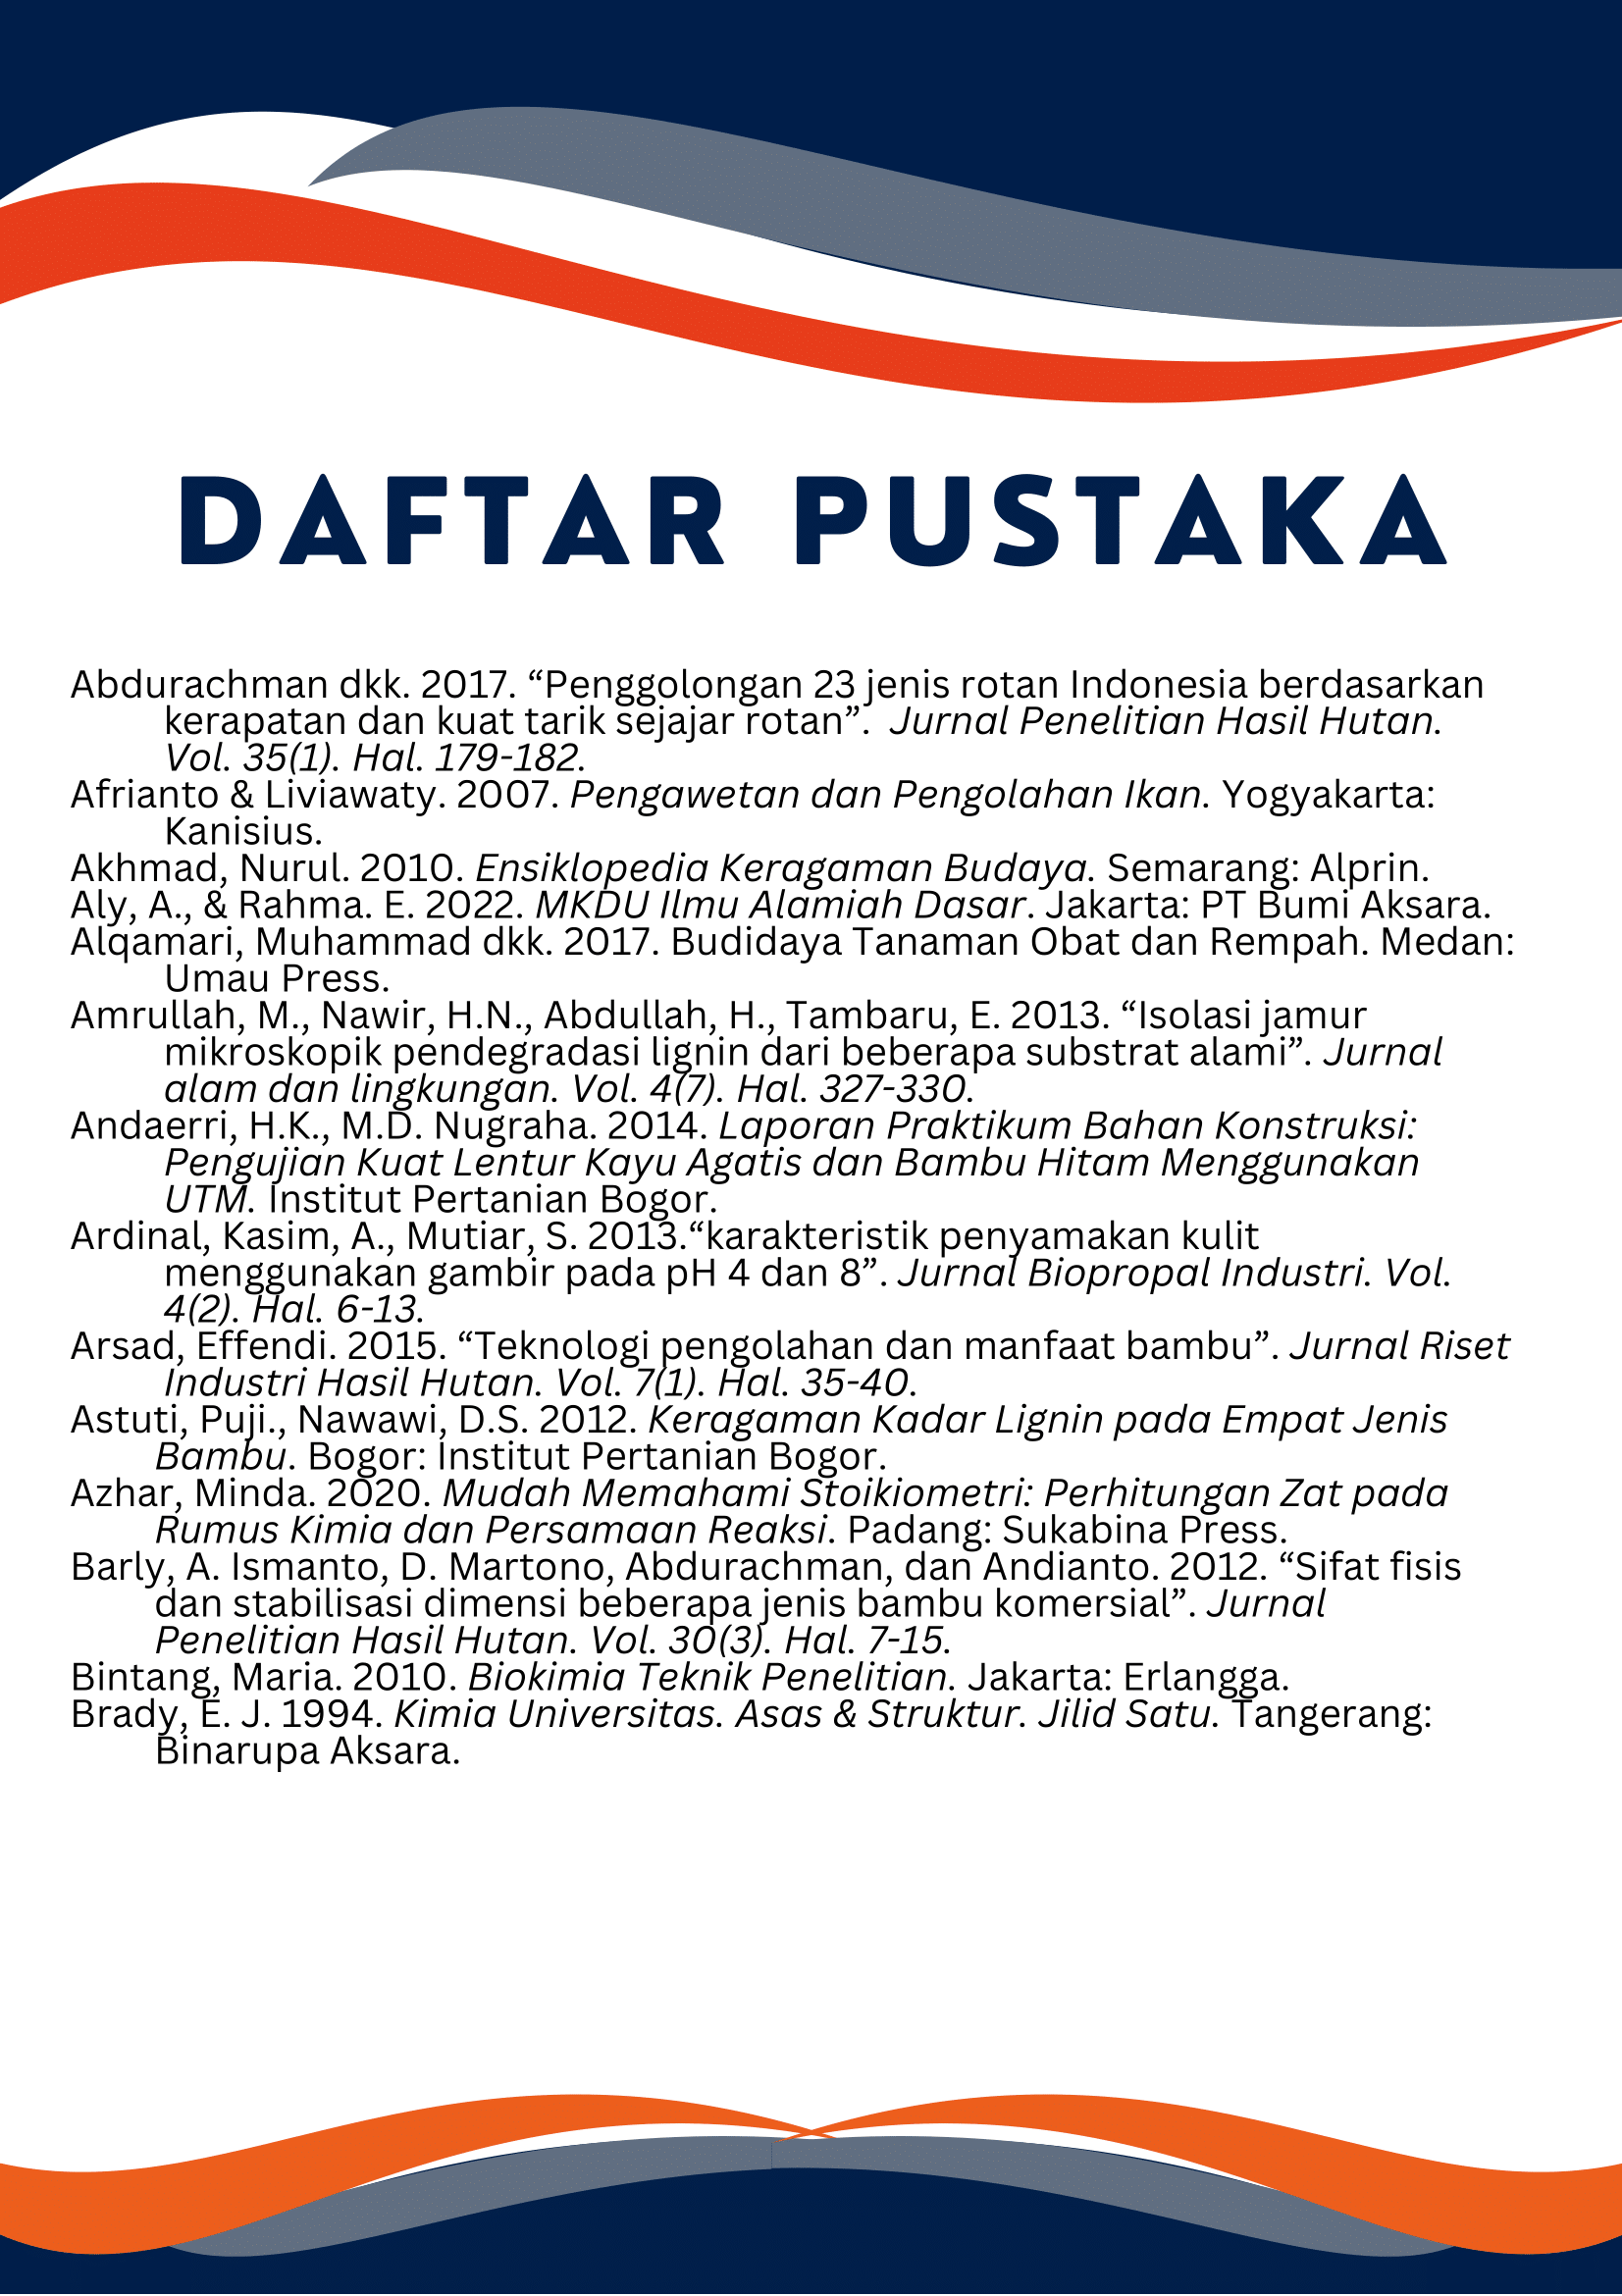 DAFTAR PUSTAKA
Abdurachman dkk. 2017. “Penggolongan 23 jenis rotan Indonesia berdasarkan
kerapatan dan kuat tarik sejajar rotan”. Jurnal Penelitian Hasil Hutan.
Vol. 35(1). Hal. 179-182.
Afrianto & Liviawaty. 2007. Pengawetan dan Pengolahan Ikan. Yogyakarta:
Kanisius.
Akhmad, Nurul. 2010. Ensiklopedia Keragaman Budaya. Semarang: Alprin.
Aly, A., & Rahma. E. 2022. MKDU Ilmu Alamiah Dasar. Jakarta: PT Bumi Aksara.
Alqamari, Muhammad dkk. 2017. Budidaya Tanaman Obat dan Rempah. Medan:
Umau Press.
Amrullah, M., Nawir, H.N., Abdullah, H., Tambaru, E. 2013. “Isolasi jamur
mikroskopik pendegradasi lignin dari beberapa substrat alami”. Jurnal
alam dan lingkungan. Vol. 4(7). Hal. 327-330.
Andaerri, H.K., M.D. Nugraha. 2014. Laporan Praktikum Bahan Konstruksi:
Pengujian Kuat Lentur Kayu Agatis dan Bambu Hitam Menggunakan
UTM. Institut Pertanian Bogor.
Ardinal, Kasim, A., Mutiar, S. 2013.“karakteristik penyamakan kulit
menggunakan gambir pada pH 4 dan 8”. Jurnal Biopropal Industri. Vol.
4(2). Hal. 6-13.
Arsad, Effendi. 2015. “Teknologi pengolahan dan manfaat bambu”. Jurnal Riset
Industri Hasil Hutan. Vol. 7(1). Hal. 35-40.
Astuti, Puji., Nawawi, D.S. 2012. Keragaman Kadar Lignin pada Empat Jenis
Bambu. Bogor: Institut Pertanian Bogor.
Azhar, Minda. 2020. Mudah Memahami Stoikiometri: Perhitungan Zat pada
Rumus Kimia dan Persamaan Reaksi. Padang: Sukabina Press.
Barly, A. Ismanto, D. Martono, Abdurachman, dan Andianto. 2012. “Sifat fisis
dan stabilisasi dimensi beberapa jenis bambu komersial”. Jurnal
Penelitian Hasil Hutan. Vol. 30(3). Hal. 7-15.
Bintang, Maria. 2010. Biokimia Teknik Penelitian. Jakarta: Erlangga.
Brady, E. J. 1994. Kimia Universitas. Asas & Struktur. Jilid Satu. Tangerang:
Binarupa Aksara.